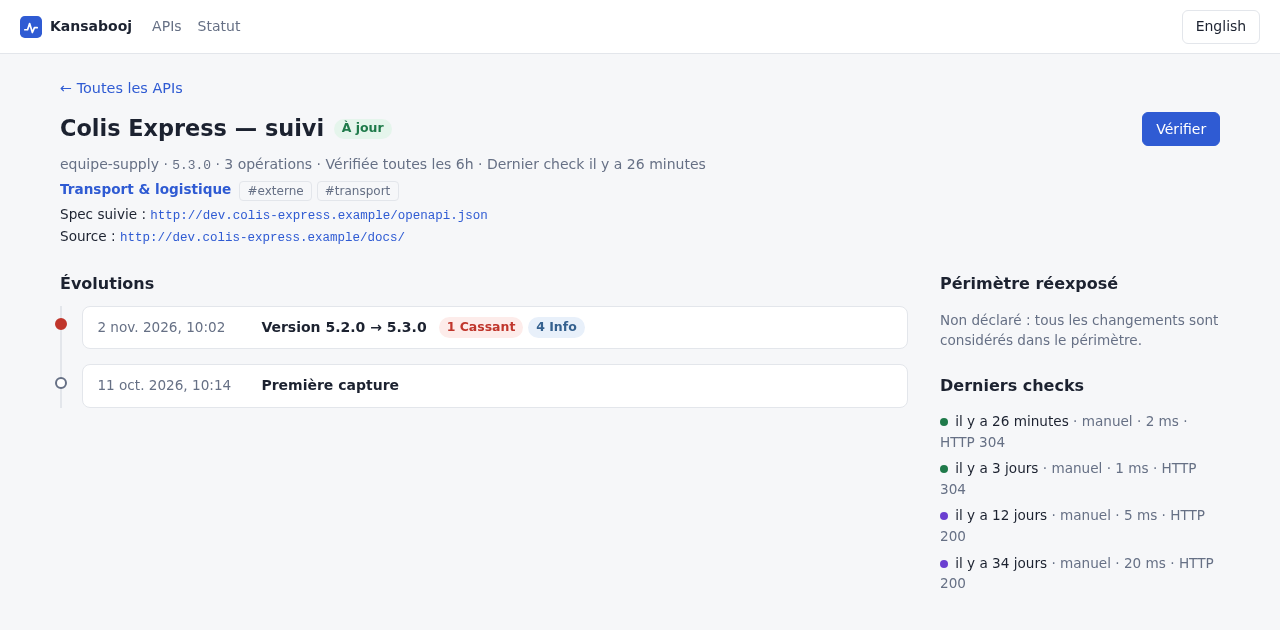 Kansabooj APIs Statut English
← Toutes les APIs
Colis Express — suivi À jour Vérifier
equipe-supply · 5.3.0 · 3 opérations · Vérifiée toutes les 6h · Dernier check il y a 26 minutes
Transport & logistique #externe #transport
Spec suivie : http://dev.colis-express.example/openapi.json
Source : http://dev.colis-express.example/docs/
Évolutions
2 nov. 2026, 10:02 Version 5.2.0 → 5.3.0 1 Cassant 4 Info
11 oct. 2026, 10:14 Première capture
Périmètre réexposé
Non déclaré : tous les changements sont
considérés dans le périmètre.
Derniers checks
il y a 26 minutes · manuel · 2 ms ·
HTTP 304
il y a 3 jours · manuel · 1 ms · HTTP
304
il y a 12 jours · manuel · 5 ms · HTTP
200
il y a 34 jours · manuel · 20 ms · HTTP
200